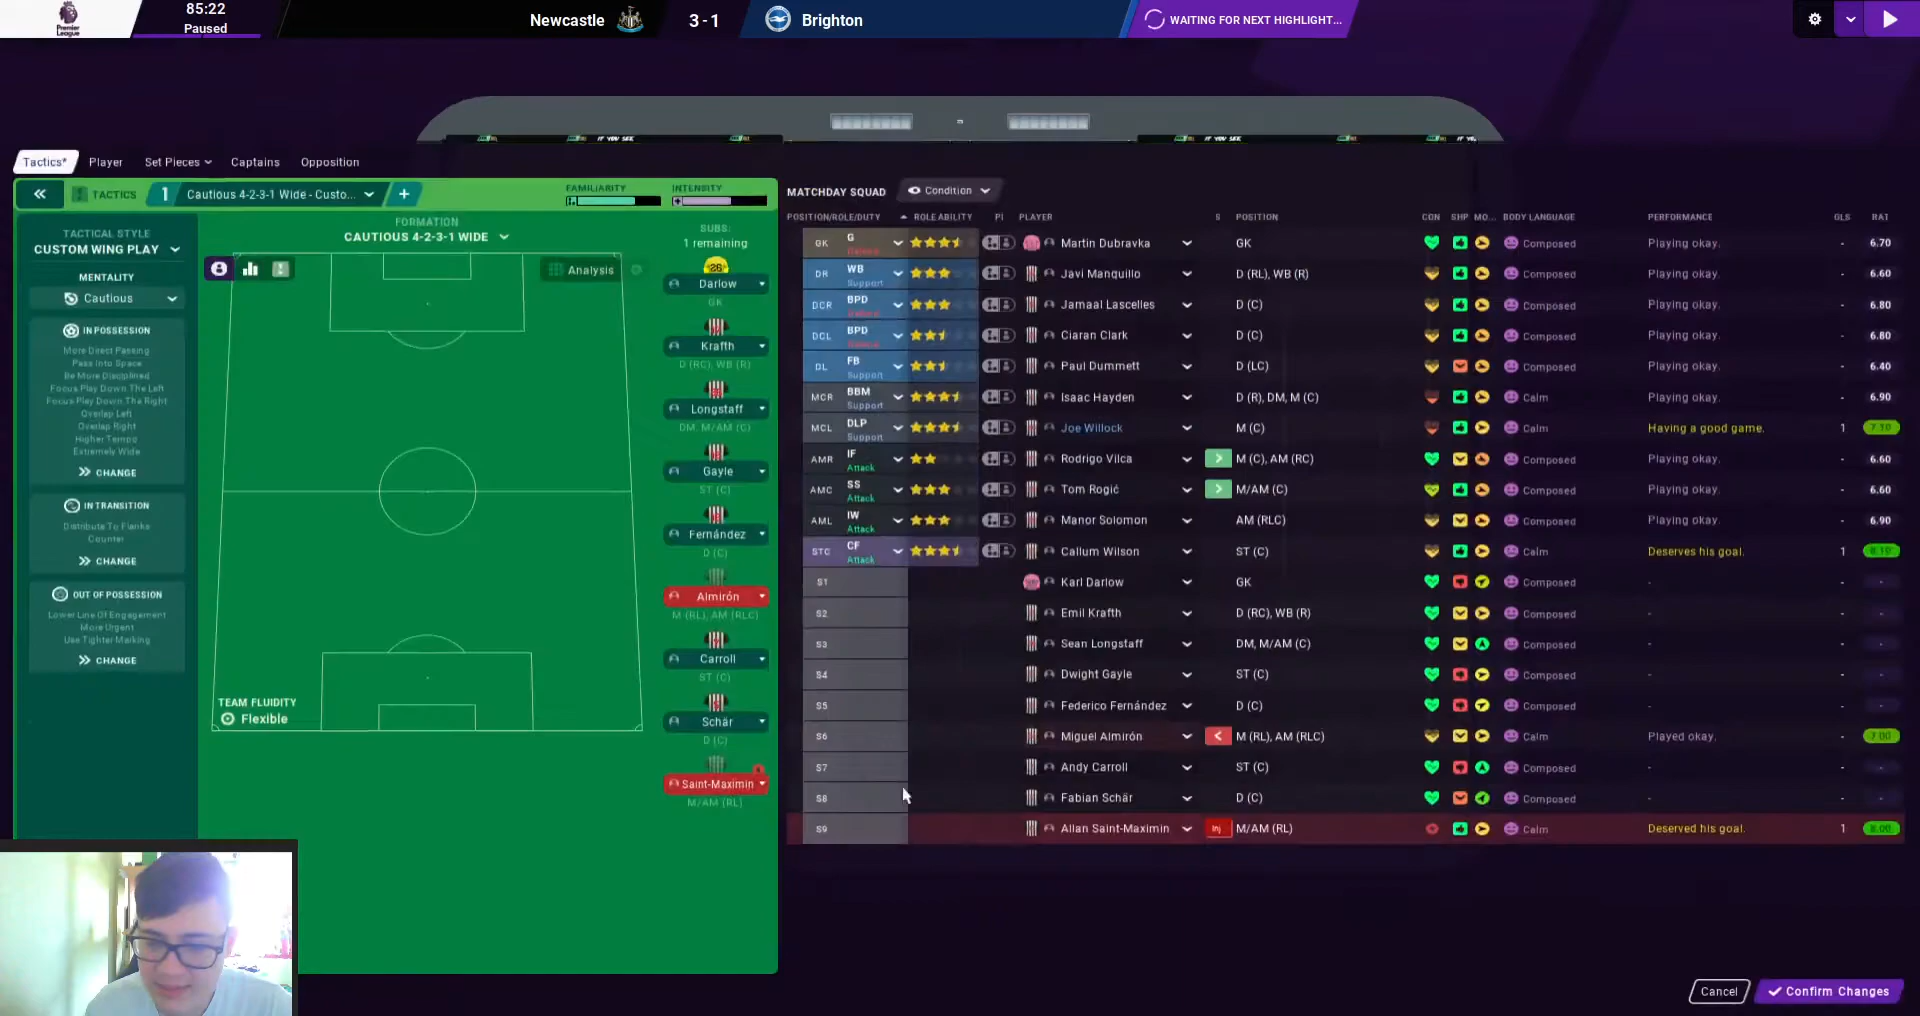 Premier League
85:22
Paused
Newcastle 3 - 1 Brighton
WAITING FOR NEXT HIGHLIGHT...
IF YOU SEE
IF YOU SEE
Tactics* Player Set Pieces Captains Opposition
TACTICS 1 Cautious 4-2-3-1 Wide - Custo... +
FAMILIARITY
INTENSITY
TACTICAL STYLE
CUSTOM WING PLAY
MENTALITY
Cautious
IN POSSESSION
More Direct Passing
Pass Into Space
Be More Disciplined
Focus Play Down The Left
Focus Play Down The Right
Overlap Left
Overlap Right
Higher Tempo
Extremely Wide
CHANGE
IN TRANSITION
Distribute To Flanks
Counter
CHANGE
OUT OF POSSESSION
Lower Line Of Engagement
More Urgent
Use Tighter Marking
CHANGE
FORMATION
CAUTIOUS 4-2-3-1 WIDE
Analysis
TEAM FLUIDITY
Flexible
SUBS:
1 remaining
26
Darlow
GK
Krafth
D (RC), WB (R)
Longstaff
DM, M/AM (C)
Gayle
ST (C)
Fernández
D (C)
Almirón
M (RL), AM (RLC)
Carroll
ST (C)
Schär
D (C)
Saint-Maximin
M/AM (RL)
MATCHDAY SQUAD Condition
POSITION/ROLE/DUTY ROLE ABILITY PI PLAYER S POSITION CON SHP MO... BODY LANGUAGE PERFORMANCE GLS RAT
GK G Martin Dubravka GK Composed Playing okay. - 6.70
DR WB Support Javi Manquillo D (RL), WB (R) Composed Playing okay. - 6.60
DCR BPD Jamaal Lascelles D (C) Composed Playing okay. - 6.80
DCL BPD Ciaran Clark D (C) Composed Playing okay. - 6.80
DL FB Support Paul Dummett D (LC) Composed Playing okay. - 6.40
MCR BBM Support Isaac Hayden D (R), DM, M (C) Calm Playing okay. - 6.90
MCL DLP Support Joe Willock M (C) Calm Having a good game. 1 7.10
AMR IF Attack Rodrigo Vilca > M (C), AM (RC) Composed Playing okay. - 6.60
AMC SS Attack Tom Rogić > M/AM (C) Composed Playing okay. - 6.60
AML IW Attack Manor Solomon AM (RLC) Composed Playing okay. - 6.90
STC CF Attack Callum Wilson ST (C) Calm Deserves his goal. 1 8.10
S1 Karl Darlow GK Composed - - -
S2 Emil Krafth D (RC), WB (R) Composed - - -
S3 Sean Longstaff DM, M/AM (C) Composed - - -
S4 Dwight Gayle ST (C) Composed - - -
S5 Federico Fernández D (C) Composed - - -
S6 Miguel Almirón < M (RL), AM (RLC) Calm Played okay. - 7.00
S7 Andy Carroll ST (C) Composed - - -
S8 Fabian Schär D (C) Composed - - -
S9 Allan Saint-Maximin Inj M/AM (RL) Calm Deserved his goal. 1 8.00
Cancel Confirm Changes